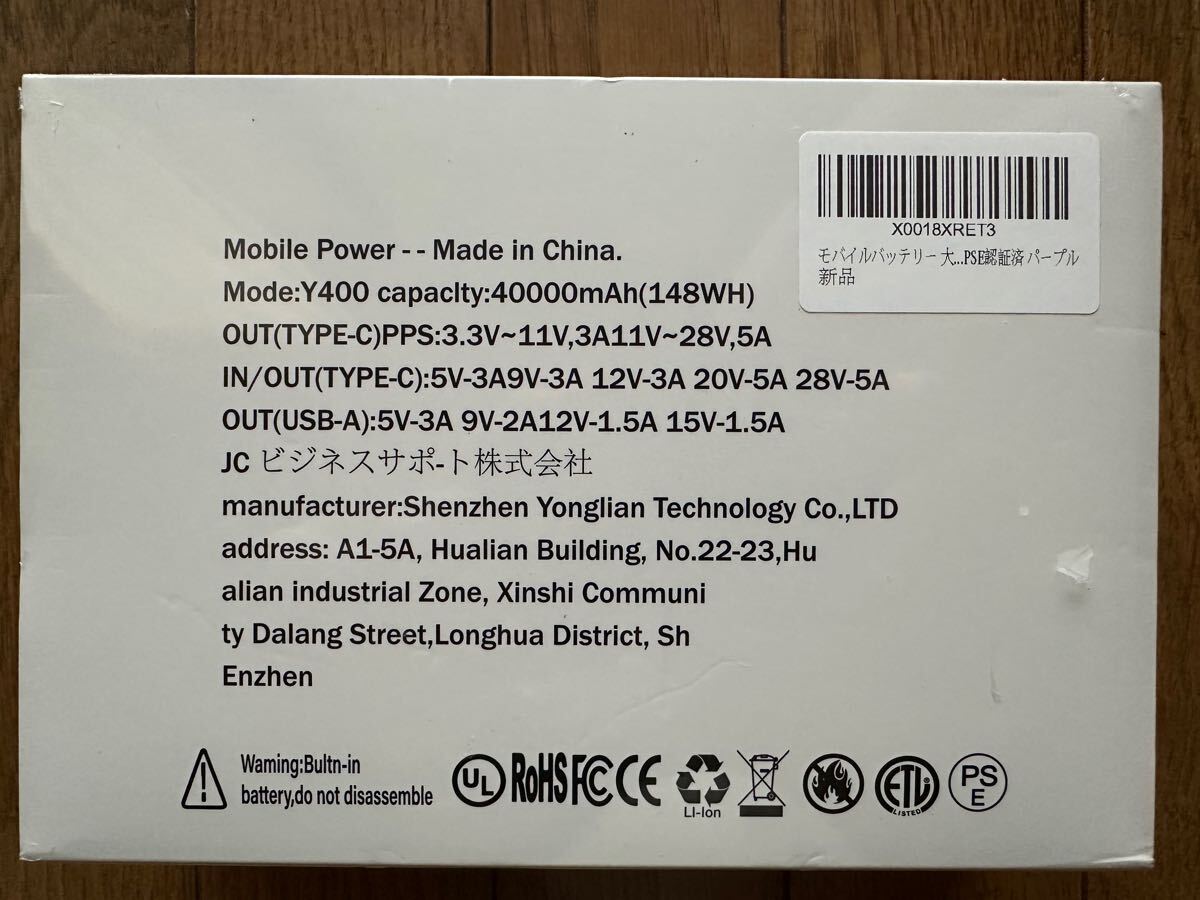 X0018XRET3
モバイルバッテリー 大...PSE認証済 パープル
新品
Mobile Power - - Made in China.
Mode:Y400 capaclty:40000mAh(148WH)
OUT(TYPE-C)PPS:3.3V~11V,3A11V~28V,5A
IN/OUT(TYPE-C):5V-3A9V-3A 12V-3A 20V-5A 28V-5A
OUT(USB-A):5V-3A 9V-2A12V-1.5A 15V-1.5A
JC ビジネスサポ-ト株式会社
manufacturer:Shenzhen Yonglian Technology Co.,LTD
address: A1-5A, Hualian Building, No.22-23,Hu
alian industrial Zone, Xinshi Communi
ty Dalang Street,Longhua District, Sh
Enzhen
Waming:Bultn-in
battery,do not disassemble
UL RoHS FC CE
LI-Ion
ETL
LISTED
PS
E